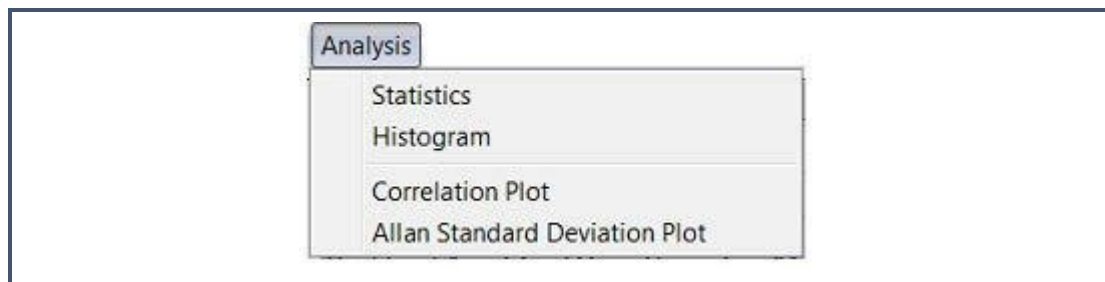 Analysis
Statistics
Histogram
Correlation Plot
Allan Standard Deviation Plot